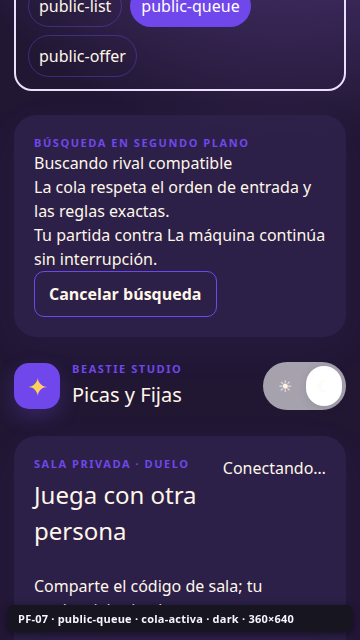 public-list
public-queue
public-offer
BÚSQUEDA EN SEGUNDO PLANO
Buscando rival compatible
La cola respeta el orden de entrada y
las reglas exactas.
Tu partida contra La máquina continúa
sin interrupción.
Cancelar búsqueda
BEASTIE STUDIO
Picas y Fijas
SALA PRIVADA · DUELO
Conectando...
Juega con otra
persona
Comparte el código de sala; tu
PF-07 · public-queue · cola-activa · dark · 360×640